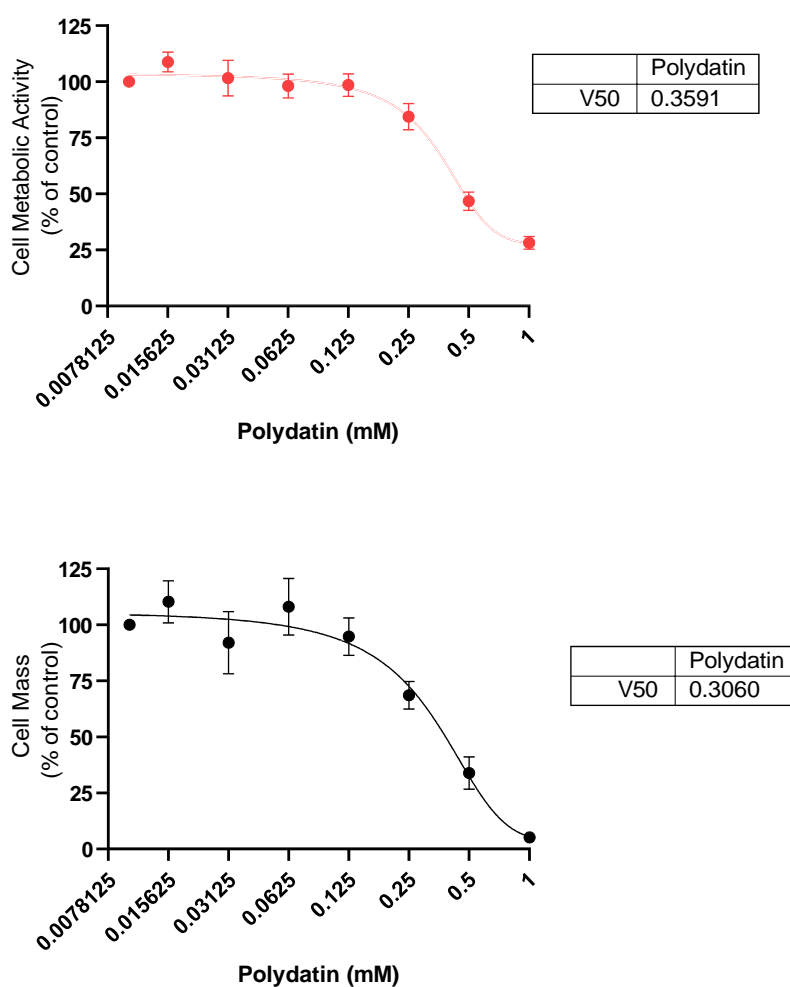 Cell Metabolic Activity
(% of control)
125
100
75
50
25
0
0.0078125
0.015625
0.03125
0.0625
0.125
0.25
0.5
1
Polydatin (mM)
Polydatin
V50 0.3591
Cell Mass
(% of control)
125
100
75
50
25
0
0.0078125
0.015625
0.03125
0.0625
0.125
0.25
0.5
1
Polydatin (mM)
Polydatin
V50 0.3060